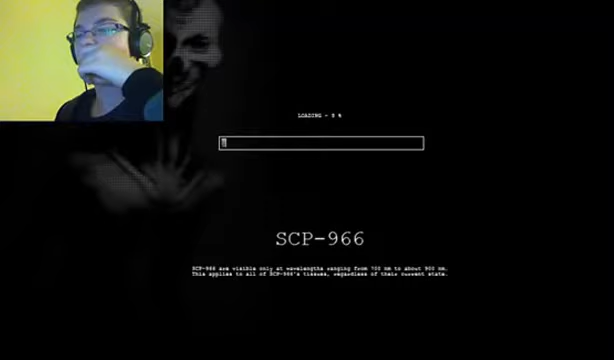 LOADING - 5 %
SCP-966
SCP-966 are visible only at wavelengths ranging from 700 nm to about 900 nm.
This applies to all of SCP-966's tissues, regardless of their current state.